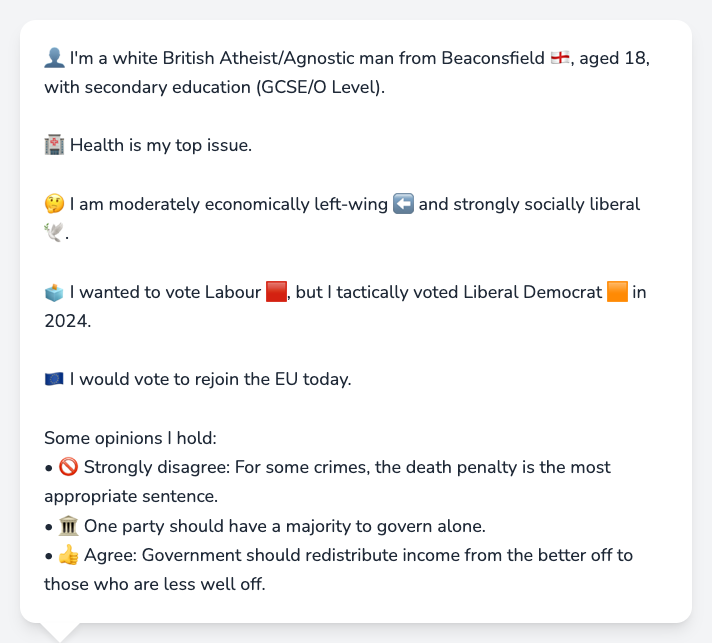 👤 I'm a white British Atheist/Agnostic man from Beaconsfield 🏴󠁧󠁢󠁥󠁮󠁧󠁿, aged 18,
with secondary education (GCSE/O Level).
🏥 Health is my top issue.
🤔 I am moderately economically left-wing ⬅️ and strongly socially liberal
🕊️.
🗳️ I wanted to vote Labour 🟥, but I tactically voted Liberal Democrat 🟧 in
2024.
🇪🇺 I would vote to rejoin the EU today.
Some opinions I hold:
• 🚫 Strongly disagree: For some crimes, the death penalty is the most
appropriate sentence.
• 🏛️ One party should have a majority to govern alone.
• 👍 Agree: Government should redistribute income from the better off to
those who are less well off.